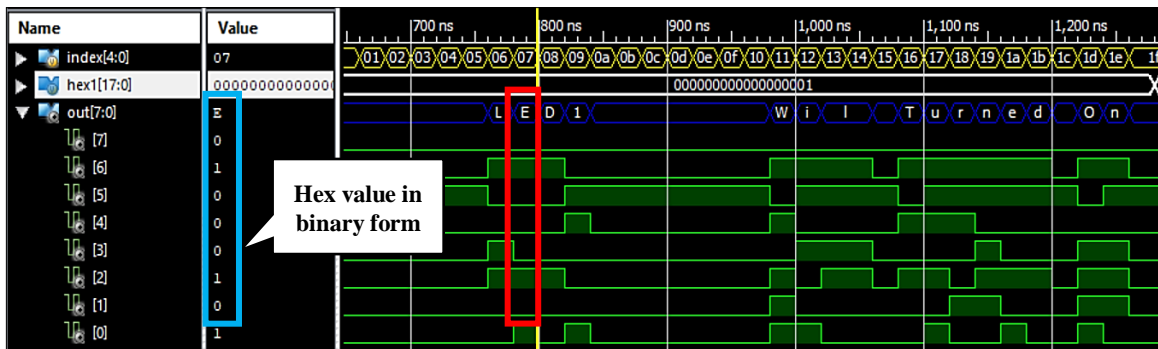 Name Value 700 ns 800 ns 900 ns 1,000 ns 1,100 ns 1,200 ns
index[4:0] 07 01 02 03 04 05 06 07 08 09 0a 0b 0c 0d 0e 0f 10 11 12 13 14 15 16 17 18 19 1a 1b 1c 1d 1e 1f
hex1[17:0] 00000000000000 000000000000000001
out[7:0] E L E D 1 W i l T u r n e d O n
[7] 0
[6] 1
[5] 0
[4] 0
[3] 0
[2] 1
[1] 0
[0] 1
Hex value in
binary form